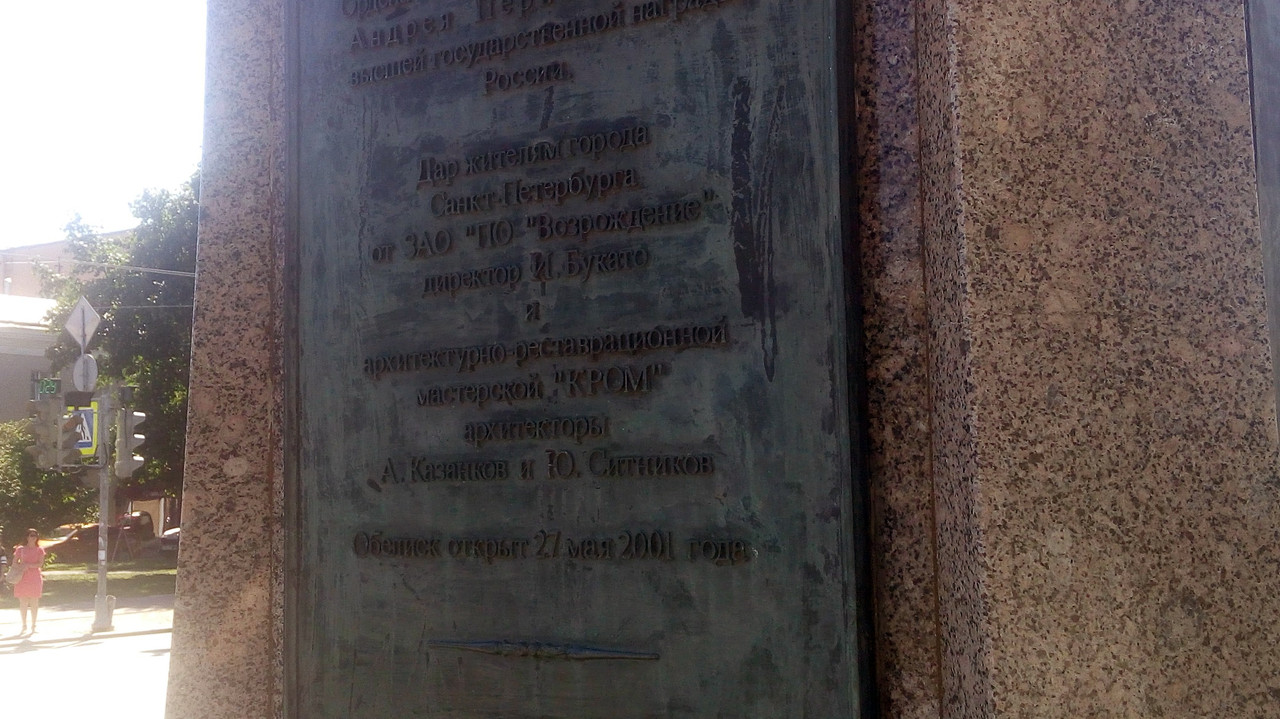 Андрея
высшей государственной
России.
Дар жителям города
Санкт-Петербурга
от ЗАО "ПО "Возрождение"
директор И. Букато
и
архитектурно-реставрационной
мастерской "КРОМ"
архитекторы
А. Казанков и Ю. Ситников
Обелиск открыт 27 мая 2001 года